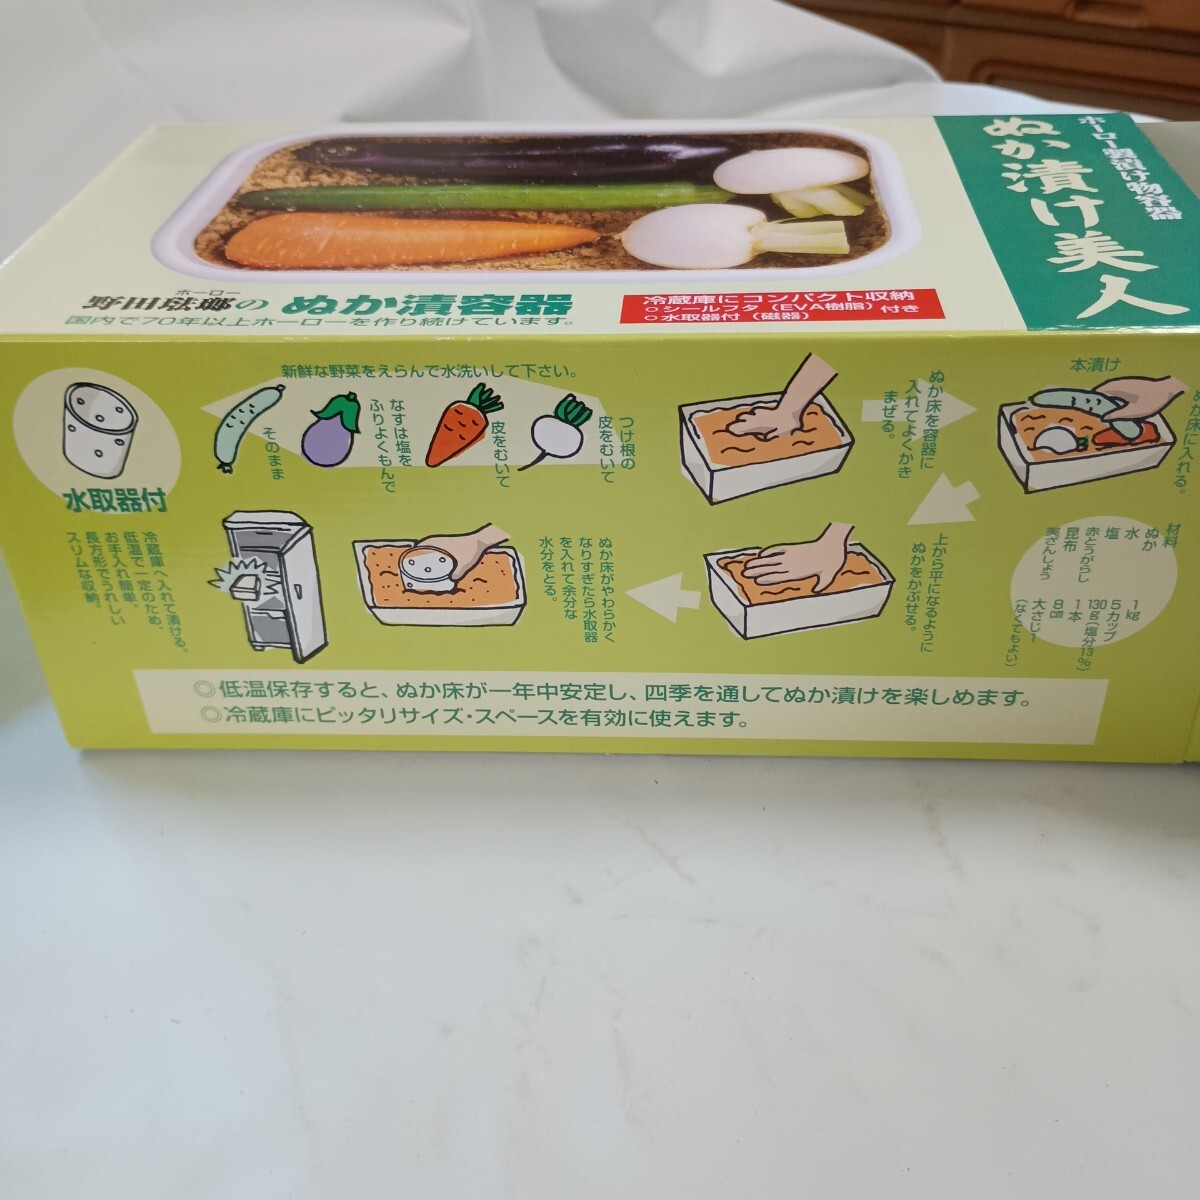 ホーロー製漬け物容器
ぬか漬け美人
ホーロー
野田琺瑯の ぬか漬容器
国内で70年以上ホーローを作り続けています。
冷蔵庫にコンパクト収納
○シールフタ（EVA樹脂）付き
○水取器付（磁器）
新鮮な野菜をえらんで水洗いして下さい。
そのまま
なすは塩を
ふりよくもんで
皮をむいて
つけ根の
皮をむいて
ぬか床を容器に
入れてよくかき
まぜる。
本漬け
ぬか床に入れる。
水取器付
冷蔵庫へ入れて漬ける。
低温で一定のため、
お手入れ簡単。
長方形でうれしい
スリムな収納。
ぬか床がやわらかく
なりすぎたら水取器
を入れて余分な
水分をとる。
上から平になるように
ぬかをかぶせる。
材料
ぬか 1kg
水 5カップ
塩 130g（塩分13％）
赤とうがらし 1本
昆布 8cm
実さんしょう 大さじ1
（なくてもよい）
◎低温保存すると、ぬか床が一年中安定し、四季を通してぬか漬けを楽しめます。
◎冷蔵庫にピッタリサイズ・スペースを有効に使えます。